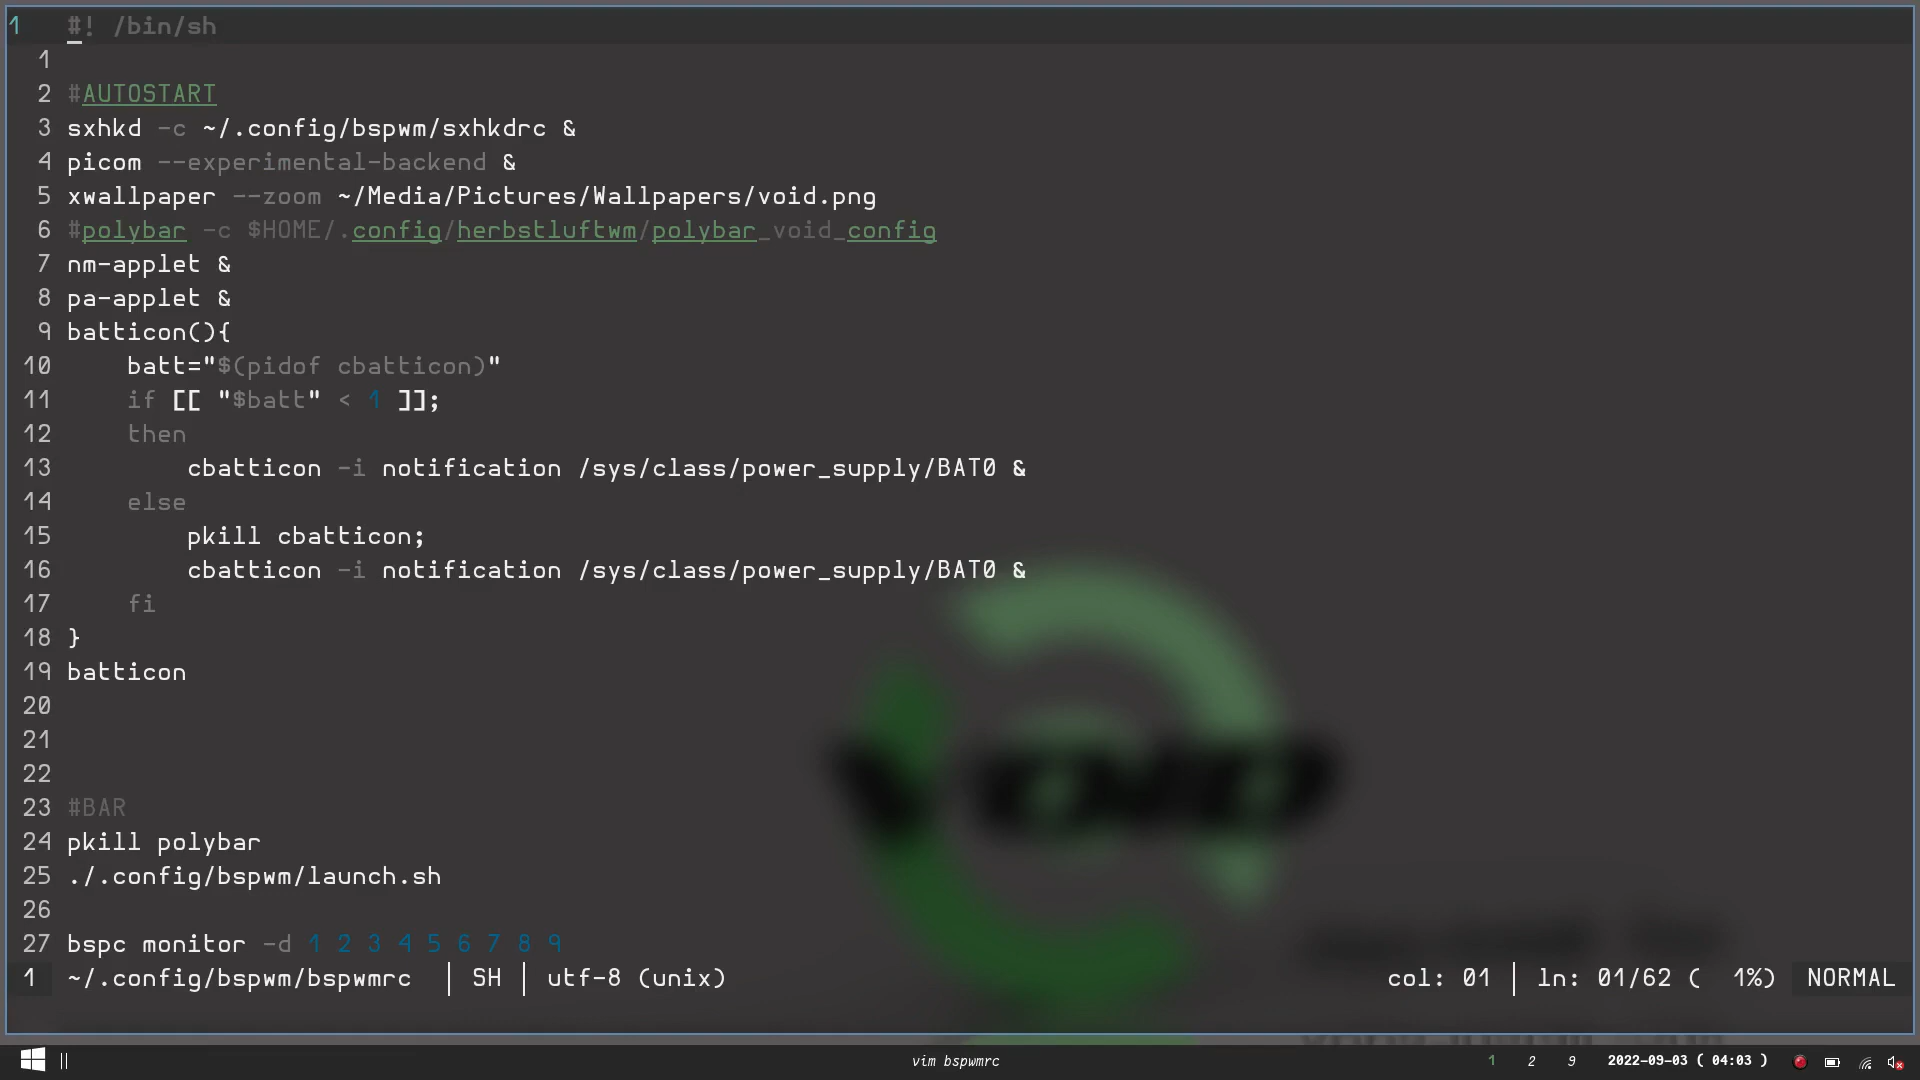 1 #! /bin/sh
1
2 #AUTOSTART
3 sxhkd -c ~/.config/bspwm/sxhkdrc &
4 picom --experimental-backend &
5 xwallpaper --zoom ~/Media/Pictures/Wallpapers/void.png
6 #polybar -c $HOME/.config/herbstluftwm/polybar_void_config
7 nm-applet &
8 pa-applet &
9 batticon(){
10 batt="$(pidof cbatticon)"
11 if [[ "$batt" < 1 ]];
12 then
13 cbatticon -i notification /sys/class/power_supply/BAT0 &
14 else
15 pkill cbatticon;
16 cbatticon -i notification /sys/class/power_supply/BAT0 &
17 fi
18 }
19 batticon
20
21
22
23 #BAR
24 pkill polybar
25 ./.config/bspwm/launch.sh
26
27 bspc monitor -d 1 2 3 4 5 6 7 8 9
1 ~/.config/bspwm/bspwmrc | SH | utf-8 (unix) col: 01 | ln: 01/62 ( 1%) NORMAL
|| vim bspwmrc 1 2 9 2022-09-03 ( 04:03 )